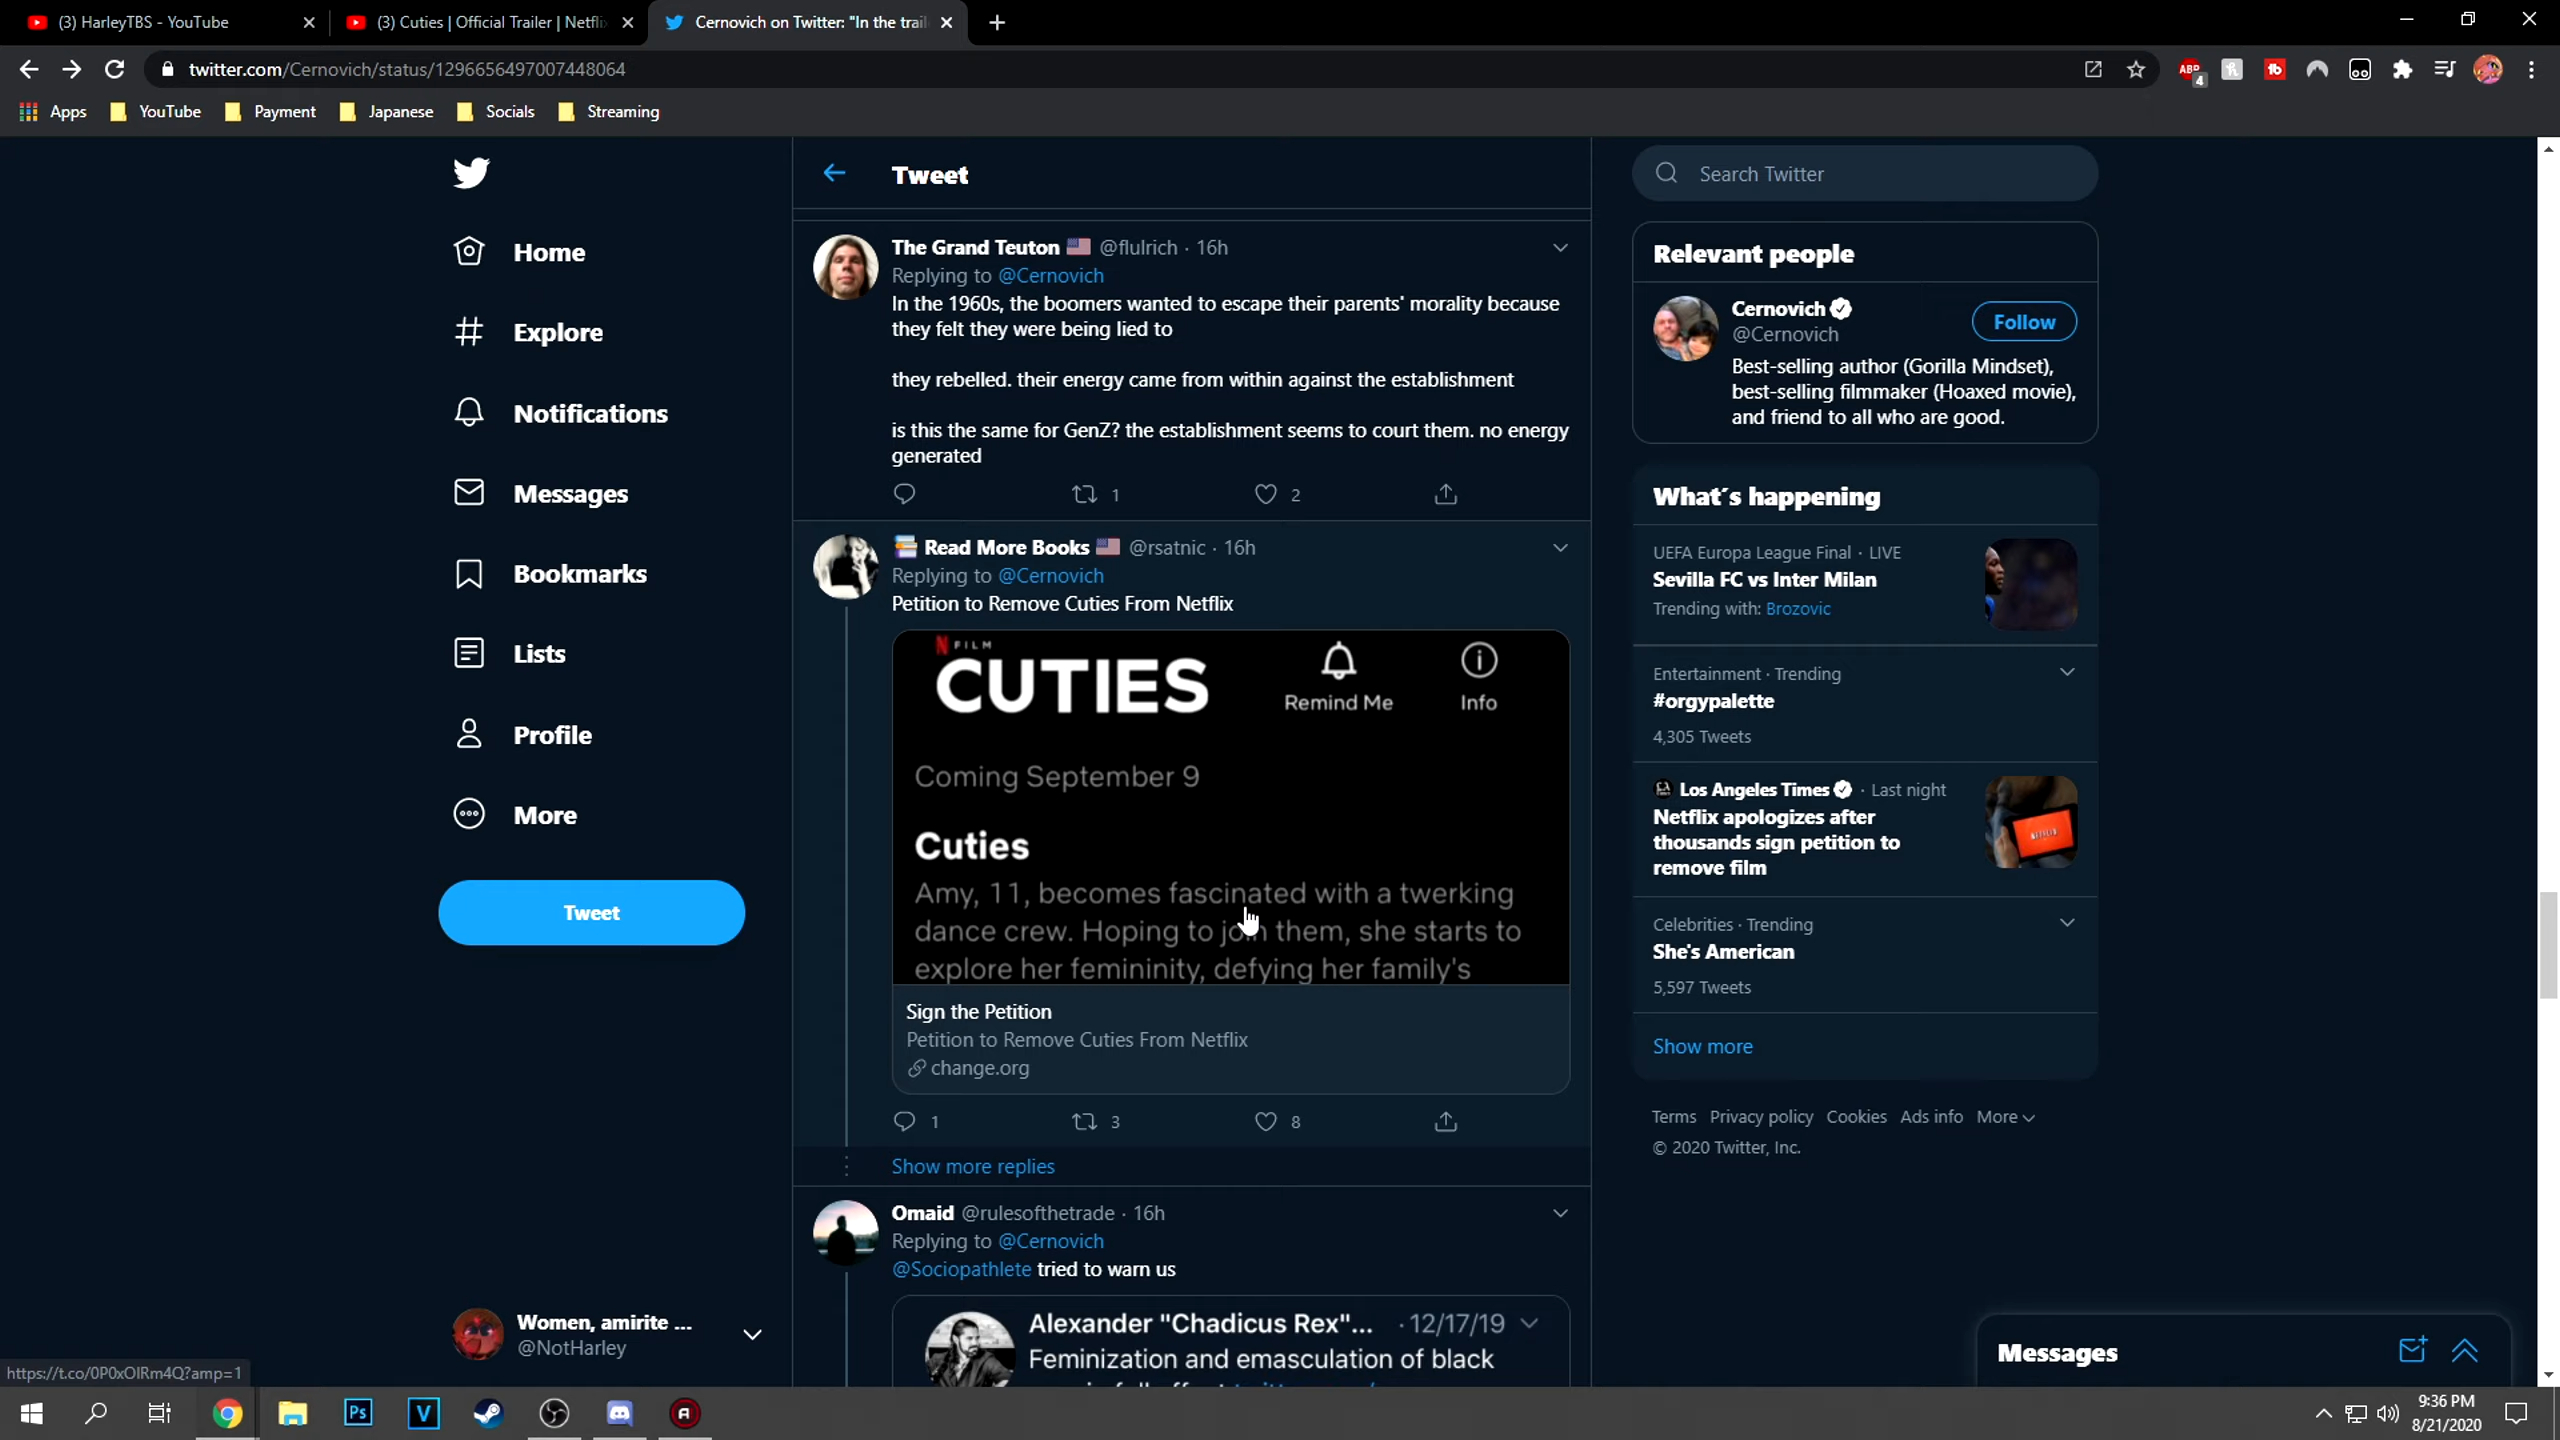 (3) HarleyTBS - YouTube
(3) Cuties | Official Trailer | Netfli
Cernovich on Twitter: "In the trai
twitter.com/Cernovich/status/1296656497007448064
ABP
4
Apps
YouTube
Payment
Japanese
Socials
Streaming
Home
Explore
Notifications
Messages
Bookmarks
Lists
Profile
More
Tweet
Women, amirite ...
@NotHarley
https://t.co/0P0xOIRm4Q?amp=1
Tweet
The Grand Teuton @flulrich · 16h
Replying to @Cernovich
In the 1960s, the boomers wanted to escape their parents' morality because
they felt they were being lied to
they rebelled. their energy came from within against the establishment
is this the same for GenZ? the establishment seems to court them. no energy
generated
1
2
Read More Books @rsatnic · 16h
Replying to @Cernovich
Petition to Remove Cuties From Netflix
N FILM
CUTIES
Remind Me
Info
Coming September 9
Cuties
Amy, 11, becomes fascinated with a twerking
dance crew. Hoping to join them, she starts to
explore her femininity, defying her family's
Sign the Petition
Petition to Remove Cuties From Netflix
change.org
1
3
8
Show more replies
Omaid @rulesofthetrade · 16h
Replying to @Cernovich
@Sociopathlete tried to warn us
Alexander "Chadicus Rex"... · 12/17/19
Feminization and emasculation of black
Search Twitter
Relevant people
Cernovich
@Cernovich
Follow
Best-selling author (Gorilla Mindset),
best-selling filmmaker (Hoaxed movie),
and friend to all who are good.
What's happening
UEFA Europa League Final · LIVE
Sevilla FC vs Inter Milan
Trending with: Brozovic
Entertainment · Trending
#orgypalette
4,305 Tweets
Los Angeles Times · Last night
Netflix apologizes after
thousands sign petition to
remove film
NETFLIX
Celebrities · Trending
She's American
5,597 Tweets
Show more
Terms Privacy policy Cookies Ads info More
© 2020 Twitter, Inc.
Messages
Ps
V
9:36 PM
8/21/2020